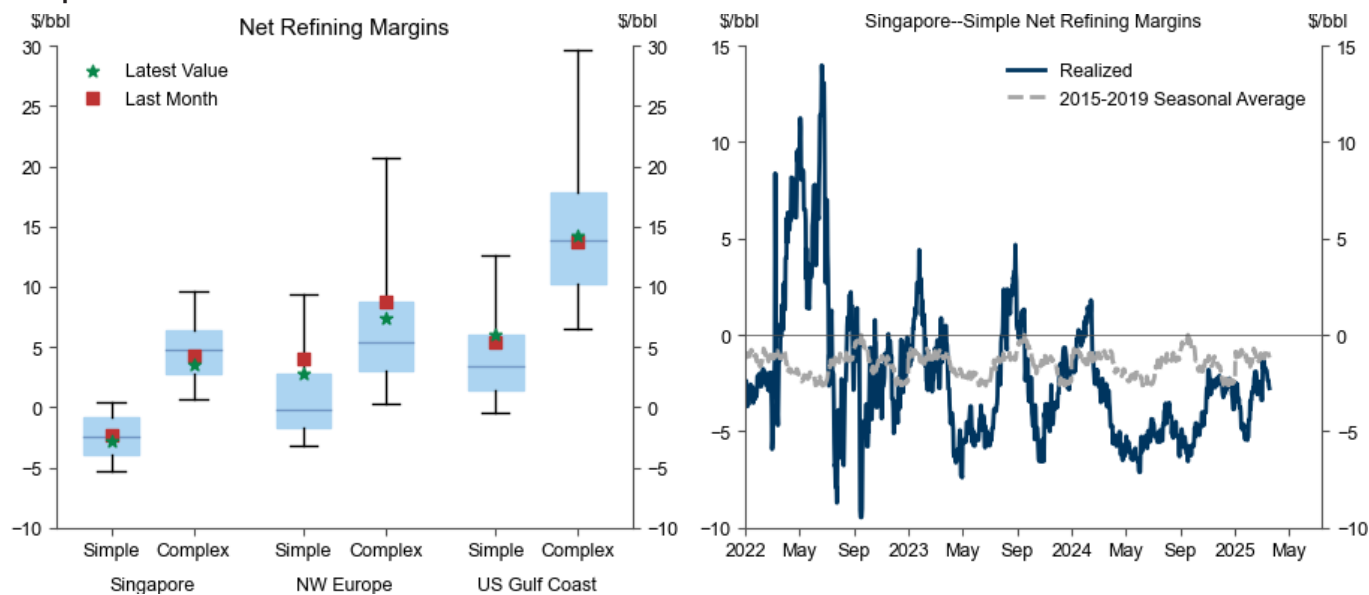 $/bbl
Net Refining Margins
$/bbl
30
25
20
15
10
5
0
−5
−10
Latest Value
Last Month
30
25
20
15
10
5
0
−5
−10
Simple Complex Simple Complex Simple Complex
Singapore NW Europe US Gulf Coast
$/bbl
Singapore--Simple Net Refining Margins
$/bbl
15
10
5
0
−5
−10
Realized
2015-2019 Seasonal Average
15
10
5
0
−5
−10
2022 May Sep 2023 May Sep 2024 May Sep 2025 May